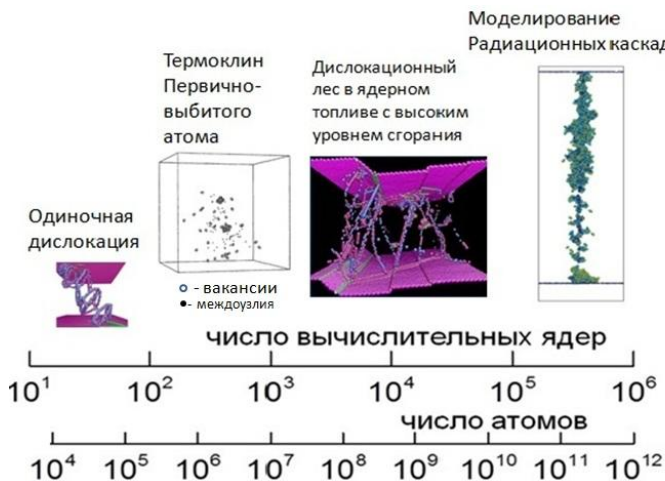 Моделирование
Радиационных каскад
Термоклин
Первично-
выбитого
атома
Дислокационный
лес в ядерном
топливе с высоким
уровнем сгорания
Одиночная
дислокация
- вакансии
- междоузлия
число вычислительных ядер
10¹ 10² 10³ 10⁴ 10⁵ 10⁶
число атомов
10⁴ 10⁵ 10⁶ 10⁷ 10⁸ 10⁹ 10¹⁰ 10¹¹ 10¹²